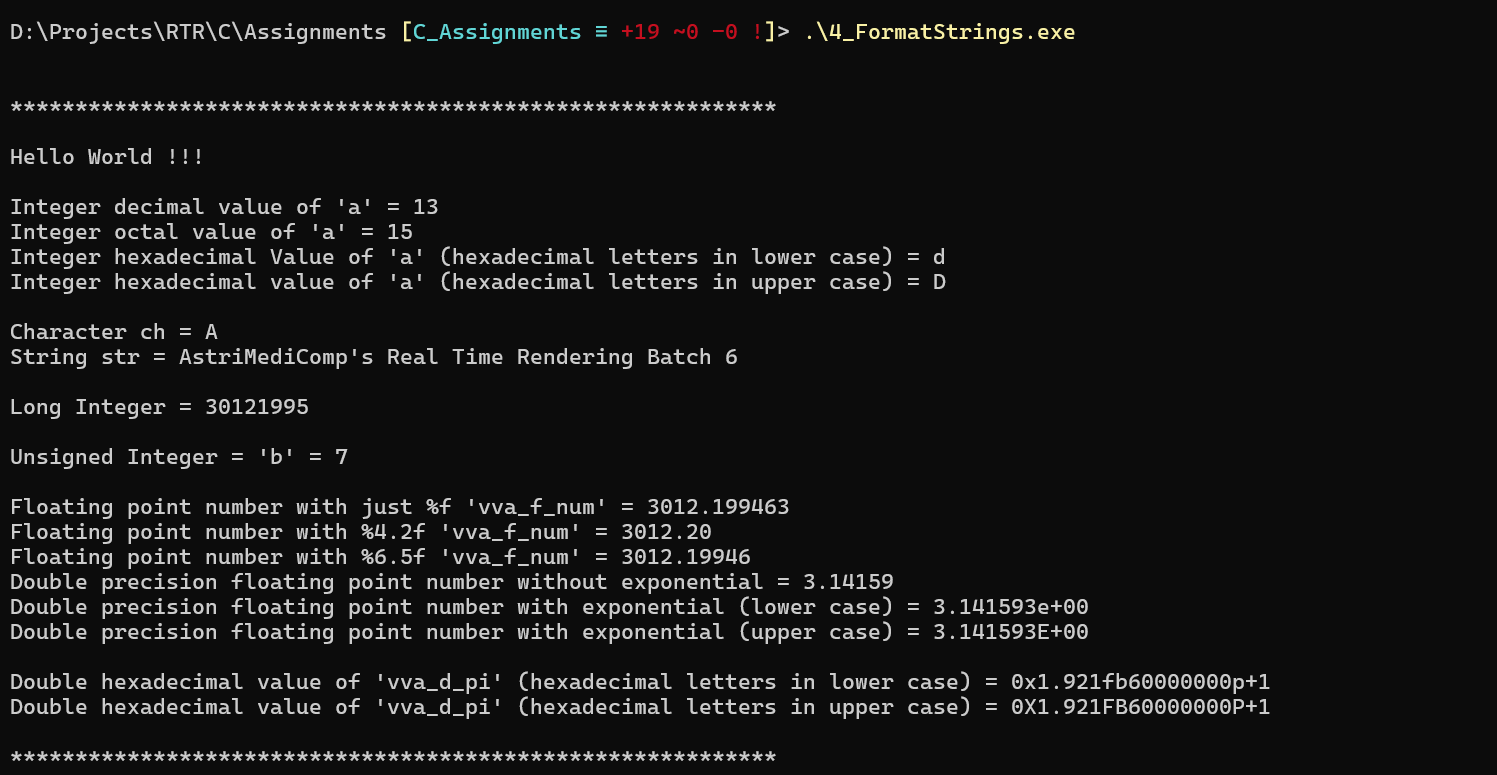 D:\Projects\RTR\C\Assignments [C_Assignments ≡ +19 ~0 -0 !]> .\4_FormatStrings.exe
***********************************************************
Hello World !!!
Integer decimal value of 'a' = 13
Integer octal value of 'a' = 15
Integer hexadecimal Value of 'a' (hexadecimal letters in lower case) = d
Integer hexadecimal value of 'a' (hexadecimal letters in upper case) = D
Character ch = A
String str = AstriMediComp's Real Time Rendering Batch 6
Long Integer = 30121995
Unsigned Integer = 'b' = 7
Floating point number with just %f 'vva_f_num' = 3012.199463
Floating point number with %4.2f 'vva_f_num' = 3012.20
Floating point number with %6.5f 'vva_f_num' = 3012.19946
Double precision floating point number without exponential = 3.14159
Double precision floating point number with exponential (lower case) = 3.141593e+00
Double precision floating point number with exponential (upper case) = 3.141593E+00
Double hexadecimal value of 'vva_d_pi' (hexadecimal letters in lower case) = 0x1.921fb60000000p+1
Double hexadecimal value of 'vva_d_pi' (hexadecimal letters in upper case) = 0X1.921FB60000000P+1
***********************************************************